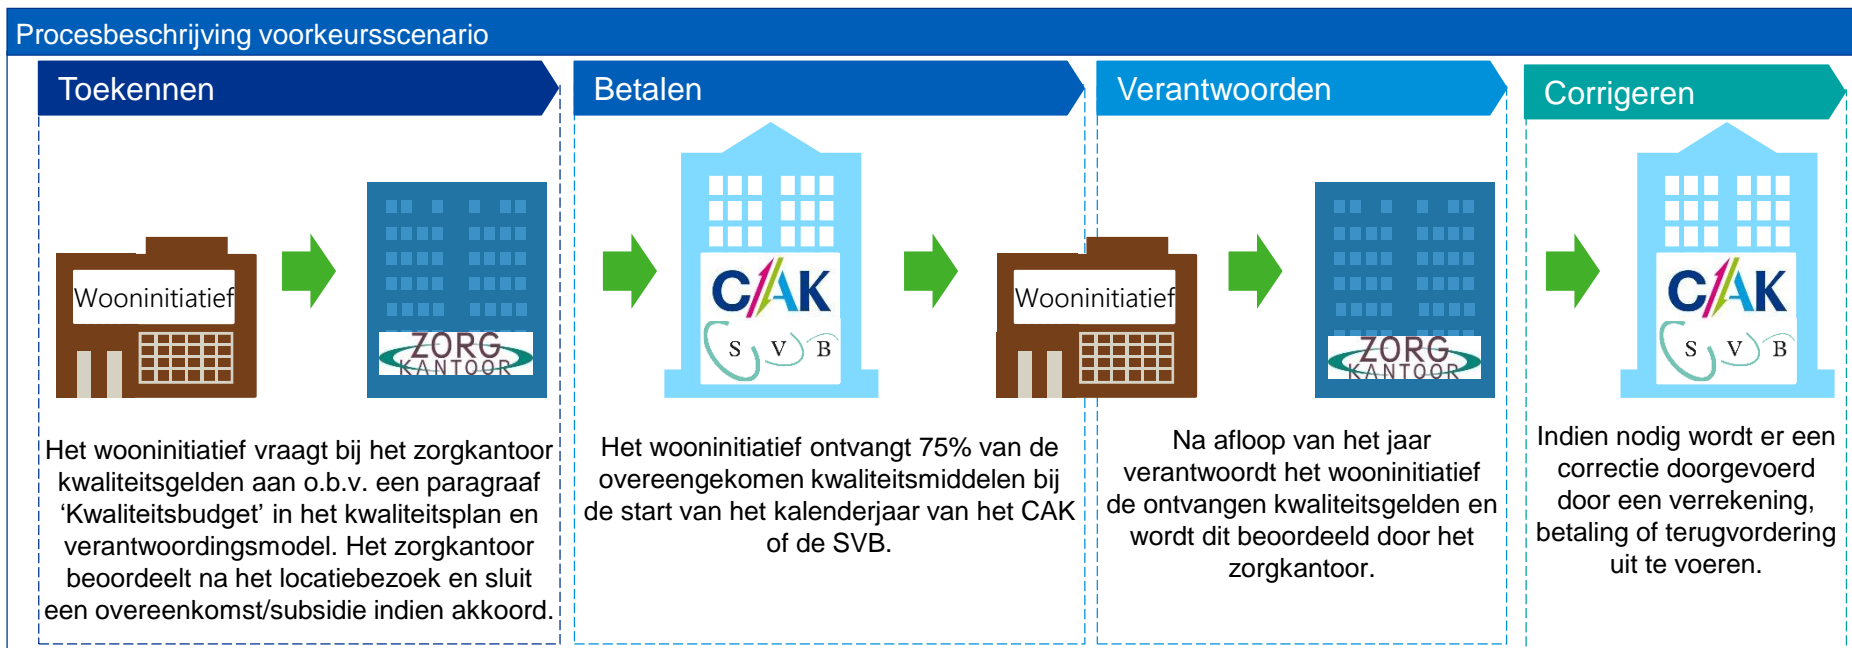 Procesbeschrijving voorkeursscenario
Toekennen
Betalen
Verantwoorden
Corrigeren
Wooninitiatief
ZORG
KANTOOR
CAK
S V B
Wooninitiatief
ZORG
KANTOOR
CAK
S V B
Het wooninitiatief vraagt bij het zorgkantoor
kwaliteitsgelden aan o.b.v. een paragraaf
‘Kwaliteitsbudget’ in het kwaliteitsplan en
verantwoordingsmodel. Het zorgkantoor
beoordeelt na het locatiebezoek en sluit
een overeenkomst/subsidie indien akkoord.
Het wooninitiatief ontvangt 75% van de
overeengekomen kwaliteitsmiddelen bij
de start van het kalenderjaar van het CAK
of de SVB.
Na afloop van het jaar
verantwoordt het wooninitiatief
de ontvangen kwaliteitsgelden en
wordt dit beoordeeld door het
zorgkantoor.
Indien nodig wordt er een
correctie doorgevoerd
door een verrekening,
betaling of terugvordering
uit te voeren.